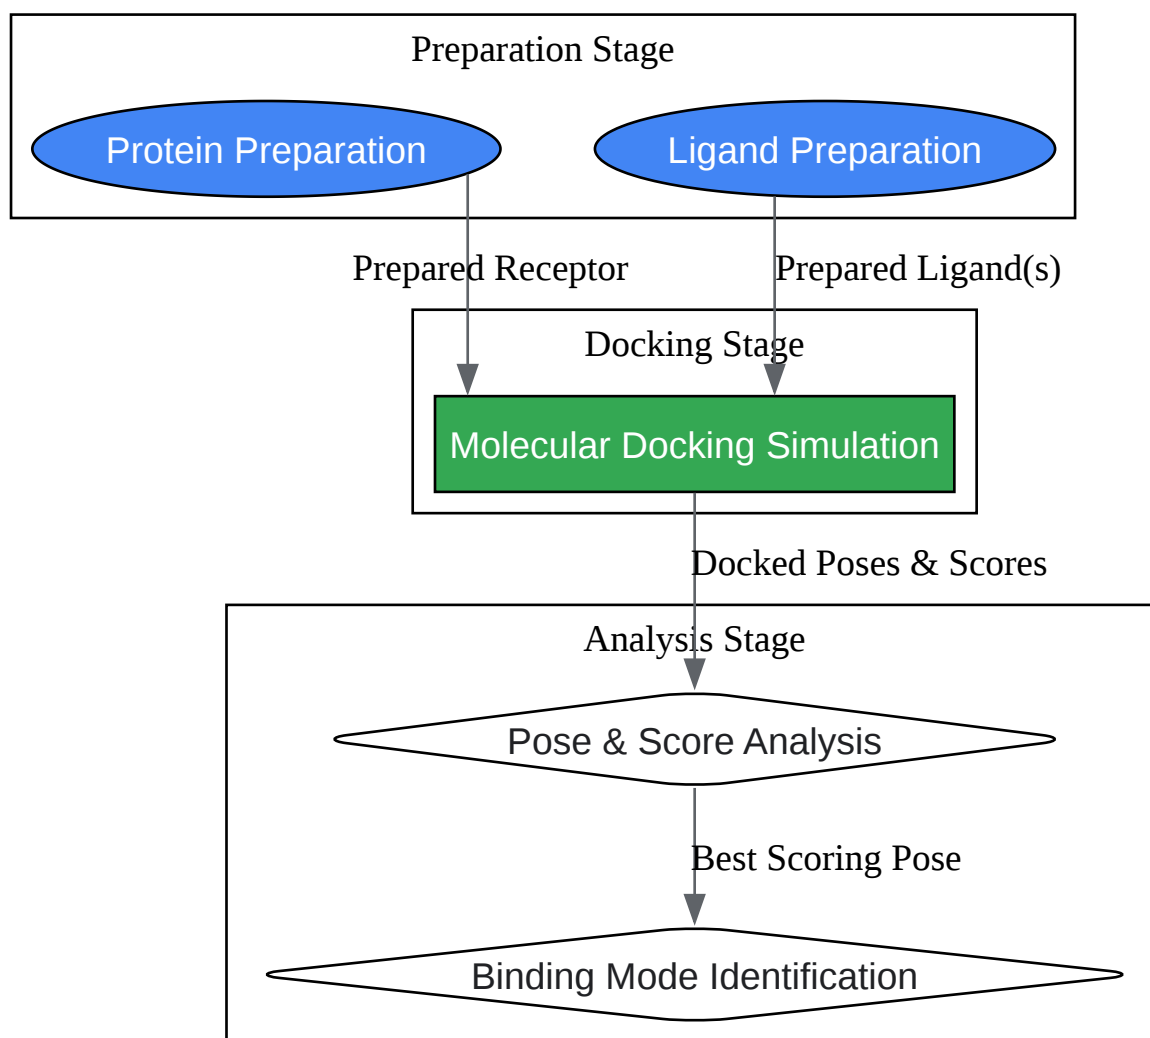 Preparation Stage
Protein Preparation
Ligand Preparation
Prepared Receptor
Prepared Ligand(s)
Docking Stage
Molecular Docking Simulation
Docked Poses & Scores
Analysis Stage
Pose & Score Analysis
Best Scoring Pose
Binding Mode Identification